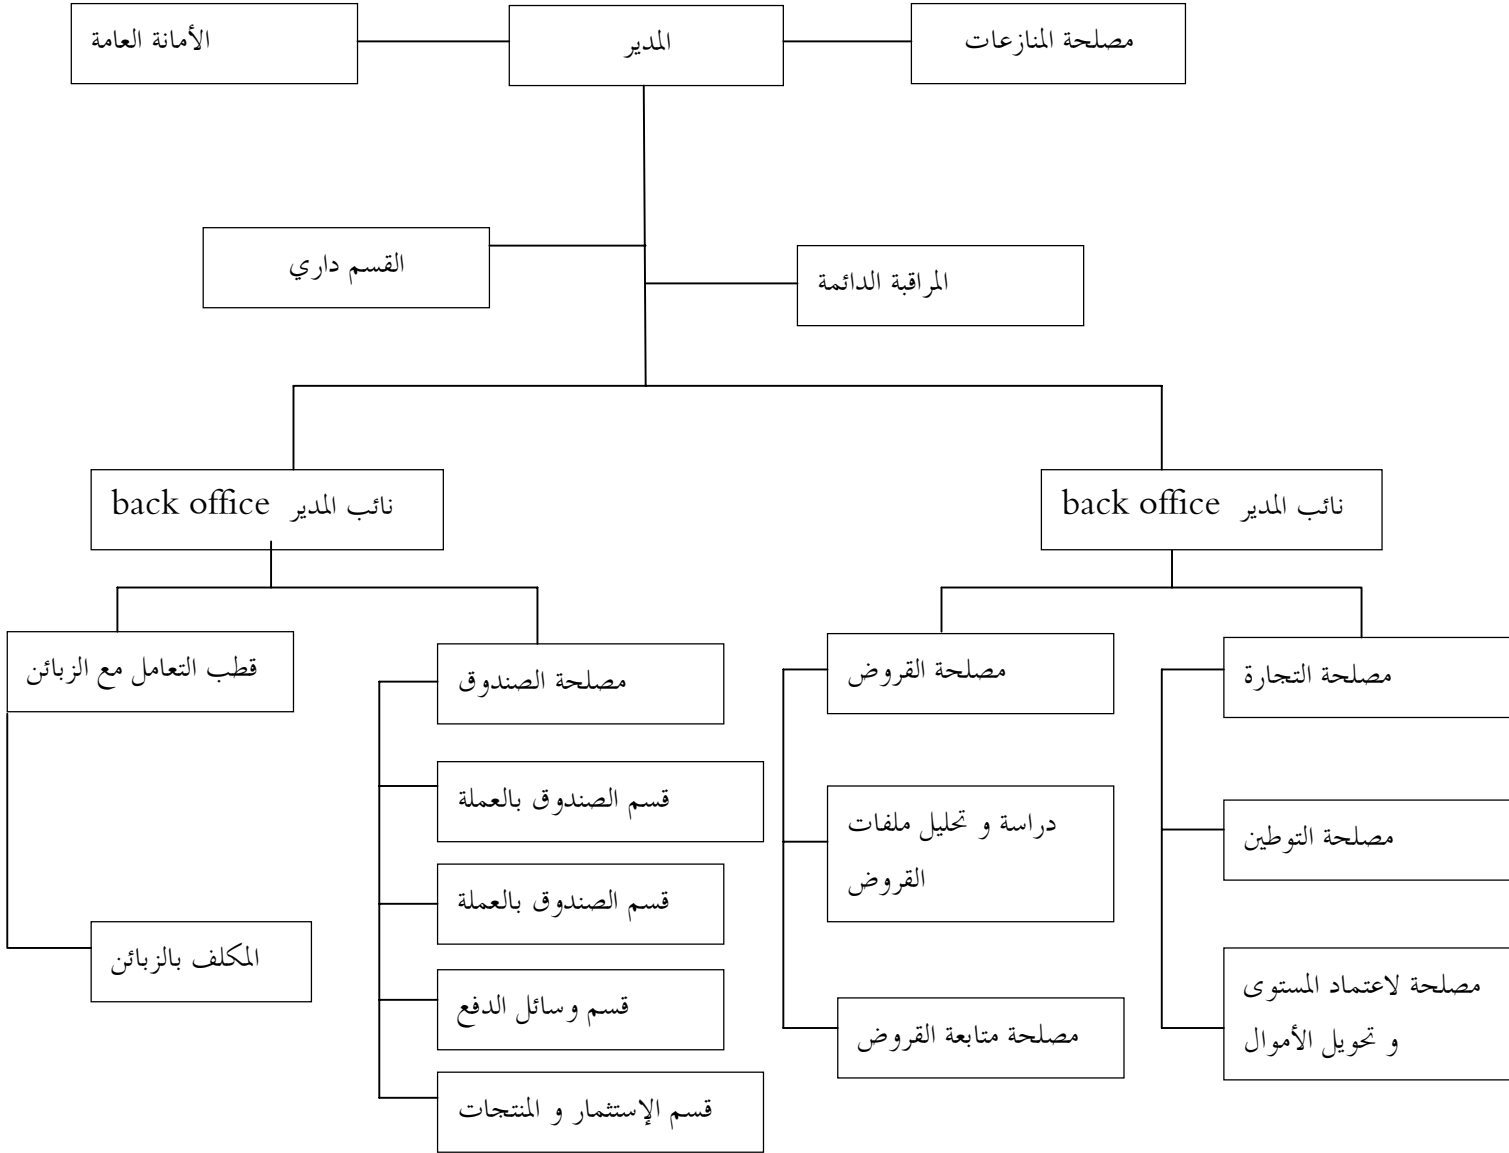 مصلحة المنازعات
المدير
الأمانة العامة
القسم داري
المراقبة الدائمة
نائب المدير back office
نائب المدير back office
مصلحة التجارة
مصلحة القروض
مصلحة الصندوق
قطب التعامل مع الزبائن
مصلحة التوطين
دراسة و تحليل ملفات
القروض
قسم الصندوق بالعملة
قسم الصندوق بالعملة
مصلحة لاعتماد المستوى
و تحويل الأموال
مصلحة متابعة القروض
قسم وسائل الدفع
المكلف بالزبائن
قسم الإستثمار و المنتجات